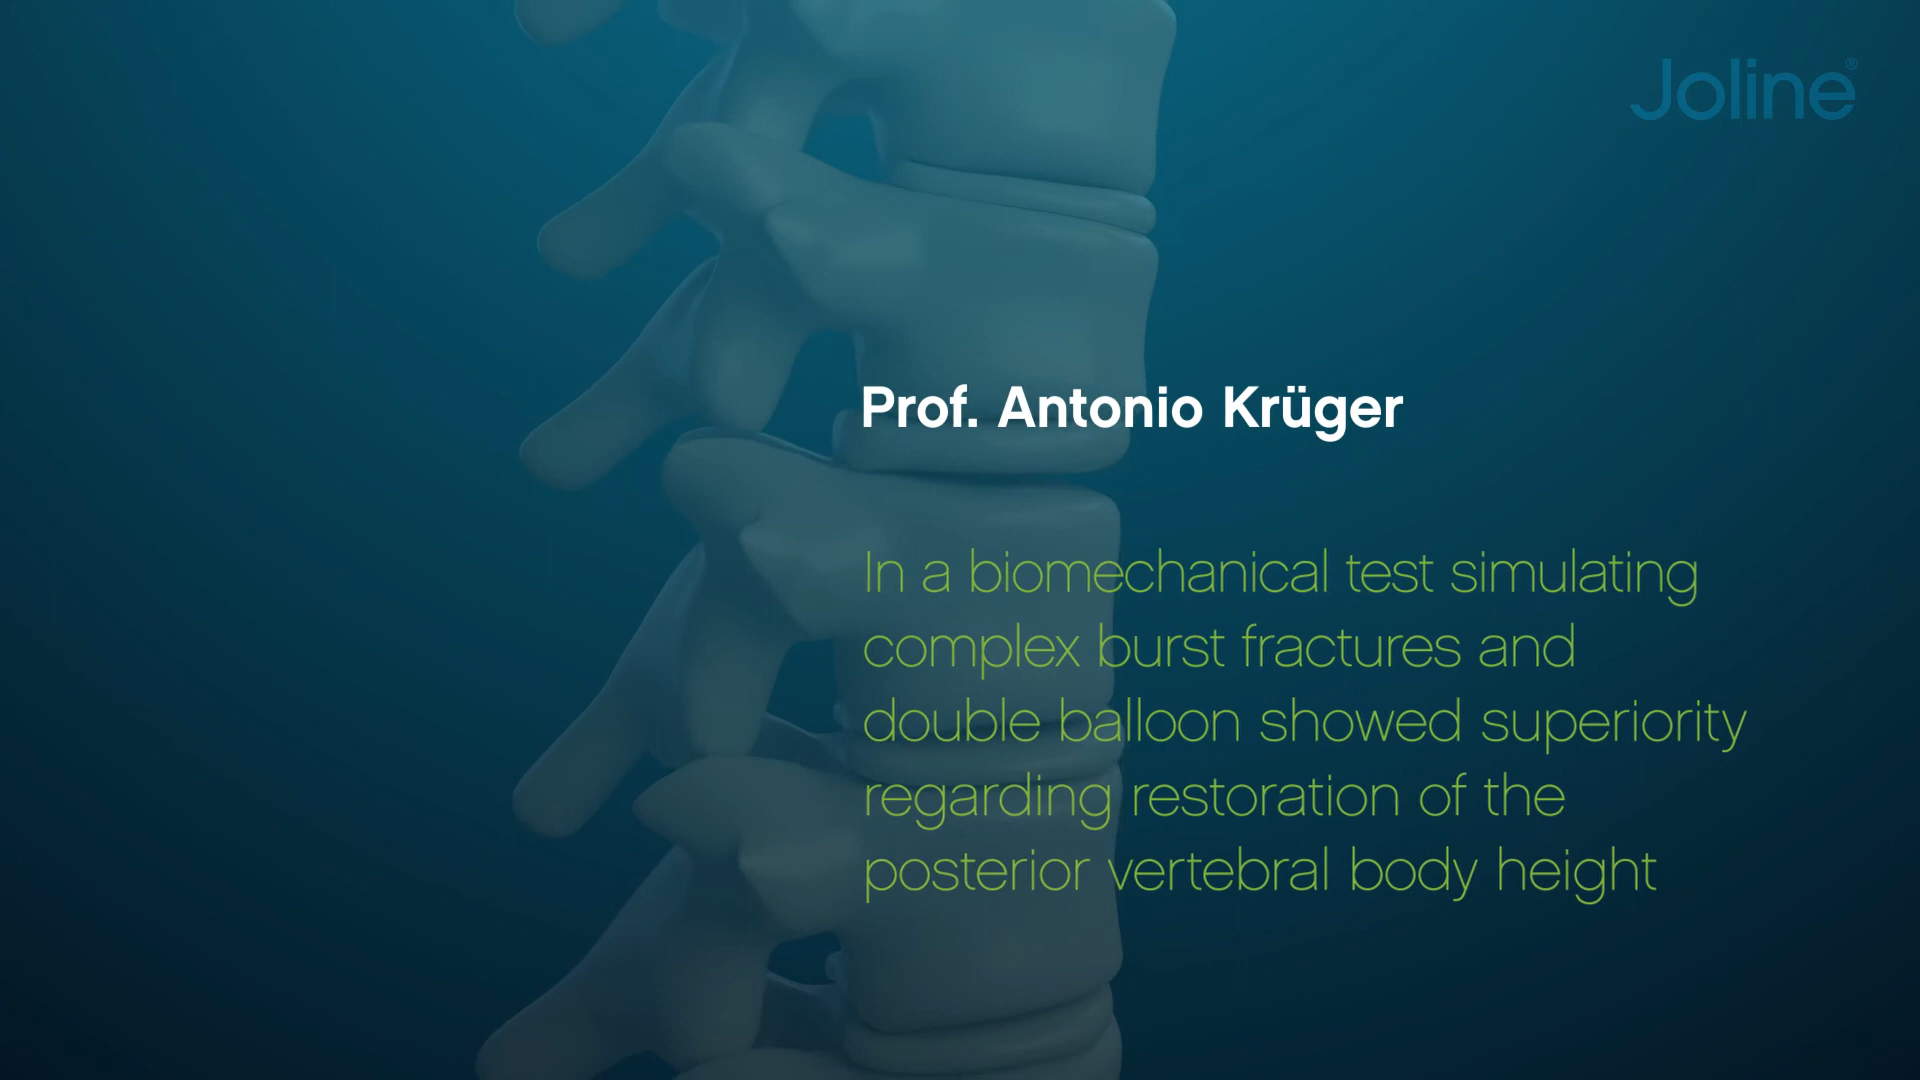 Joline®
Prof. Antonio Krüger
In a biomechanical test simulating
complex burst fractures and
double balloon showed superiority
regarding restoration of the
posterior vertebral body height